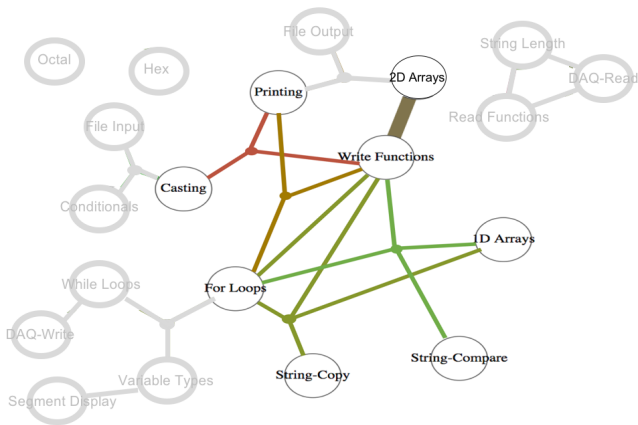 File Output
String Length
Octal
Hex
2D Arrays
DAQ-Read
Printing
File Input
Read Functions
Write Functions
Casting
Conditionals
1D Arrays
While Loops
For Loops
DAQ-Write
String-Compare
String-Copy
Variable Types
Segment Display